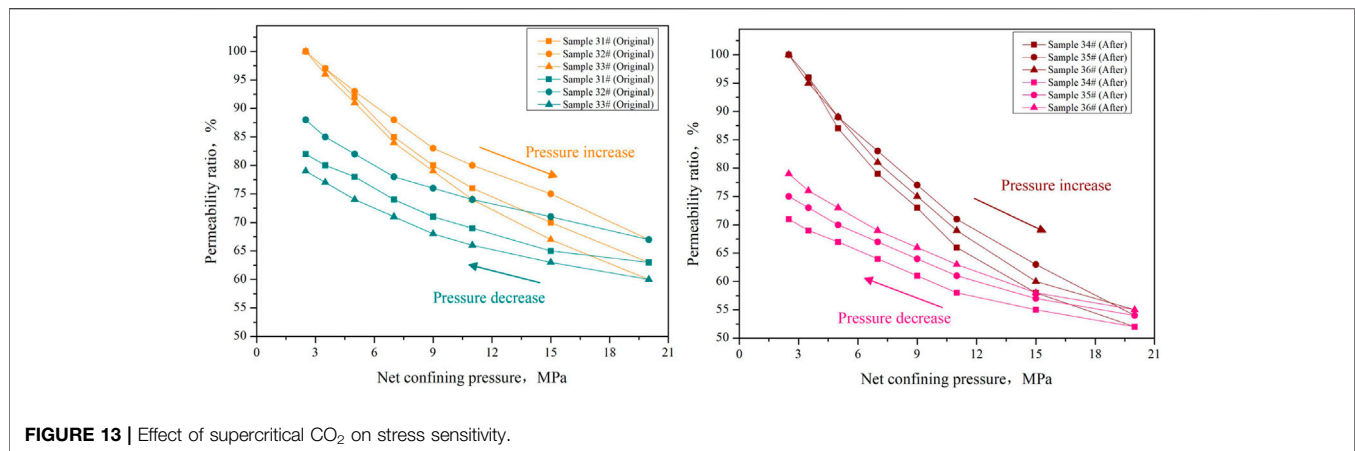 Sample 31# (Original)
Sample 32# (Original)
Sample 33# (Original)
Sample 31# (Original)
Sample 32# (Original)
Sample 33# (Original)
Pressure increase
Pressure decrease
Permeability ratio, %
100
95
90
85
80
75
70
65
60
55
50
0 3 6 9 12 15 18 21
Net confining pressure, MPa
Sample 34# (After)
Sample 35# (After)
Sample 36# (After)
Sample 34# (After)
Sample 35# (After)
Sample 36# (After)
Pressure increase
Pressure decrease
Permeability ratio, %
100
95
90
85
80
75
70
65
60
55
50
0 3 6 9 12 15 18 21
Net confining pressure, MPa
FIGURE 13 | Effect of supercritical CO₂ on stress sensitivity.